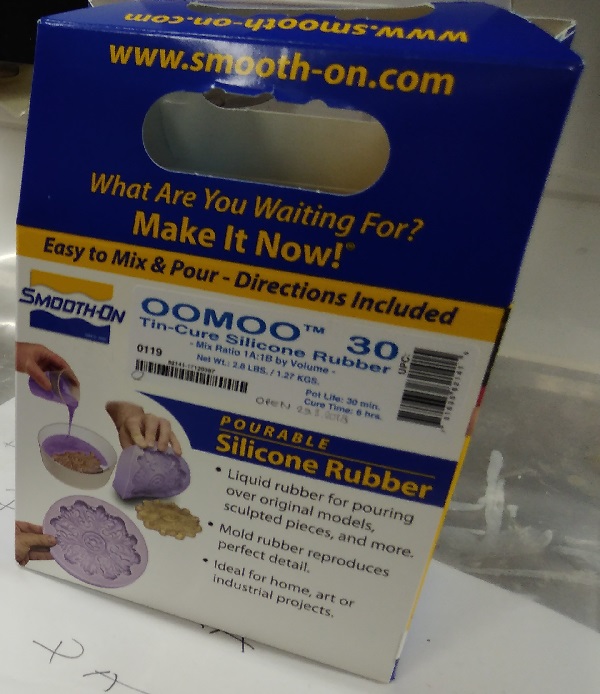 www.smooth-on.com
www.smooth-on.com
What Are You Waiting For?
Make It Now!®
Easy to Mix & Pour - Directions Included
SMOOTH-ON
OOMOO™ 30
Tin-Cure Silicone Rubber
- Mix Ratio 1A:1B by Volume -
Net Wt.: 2.8 LBS. / 1.27 KGS.
0119
UPC:
Pot Life: 30 min.
Cure Time: 6 hrs.
OPEN
POURABLE
Silicone Rubber
• Liquid rubber for pouring
over original models,
sculpted pieces, and more.
• Mold rubber reproduces
perfect detail.
• Ideal for home, art or
industrial projects.